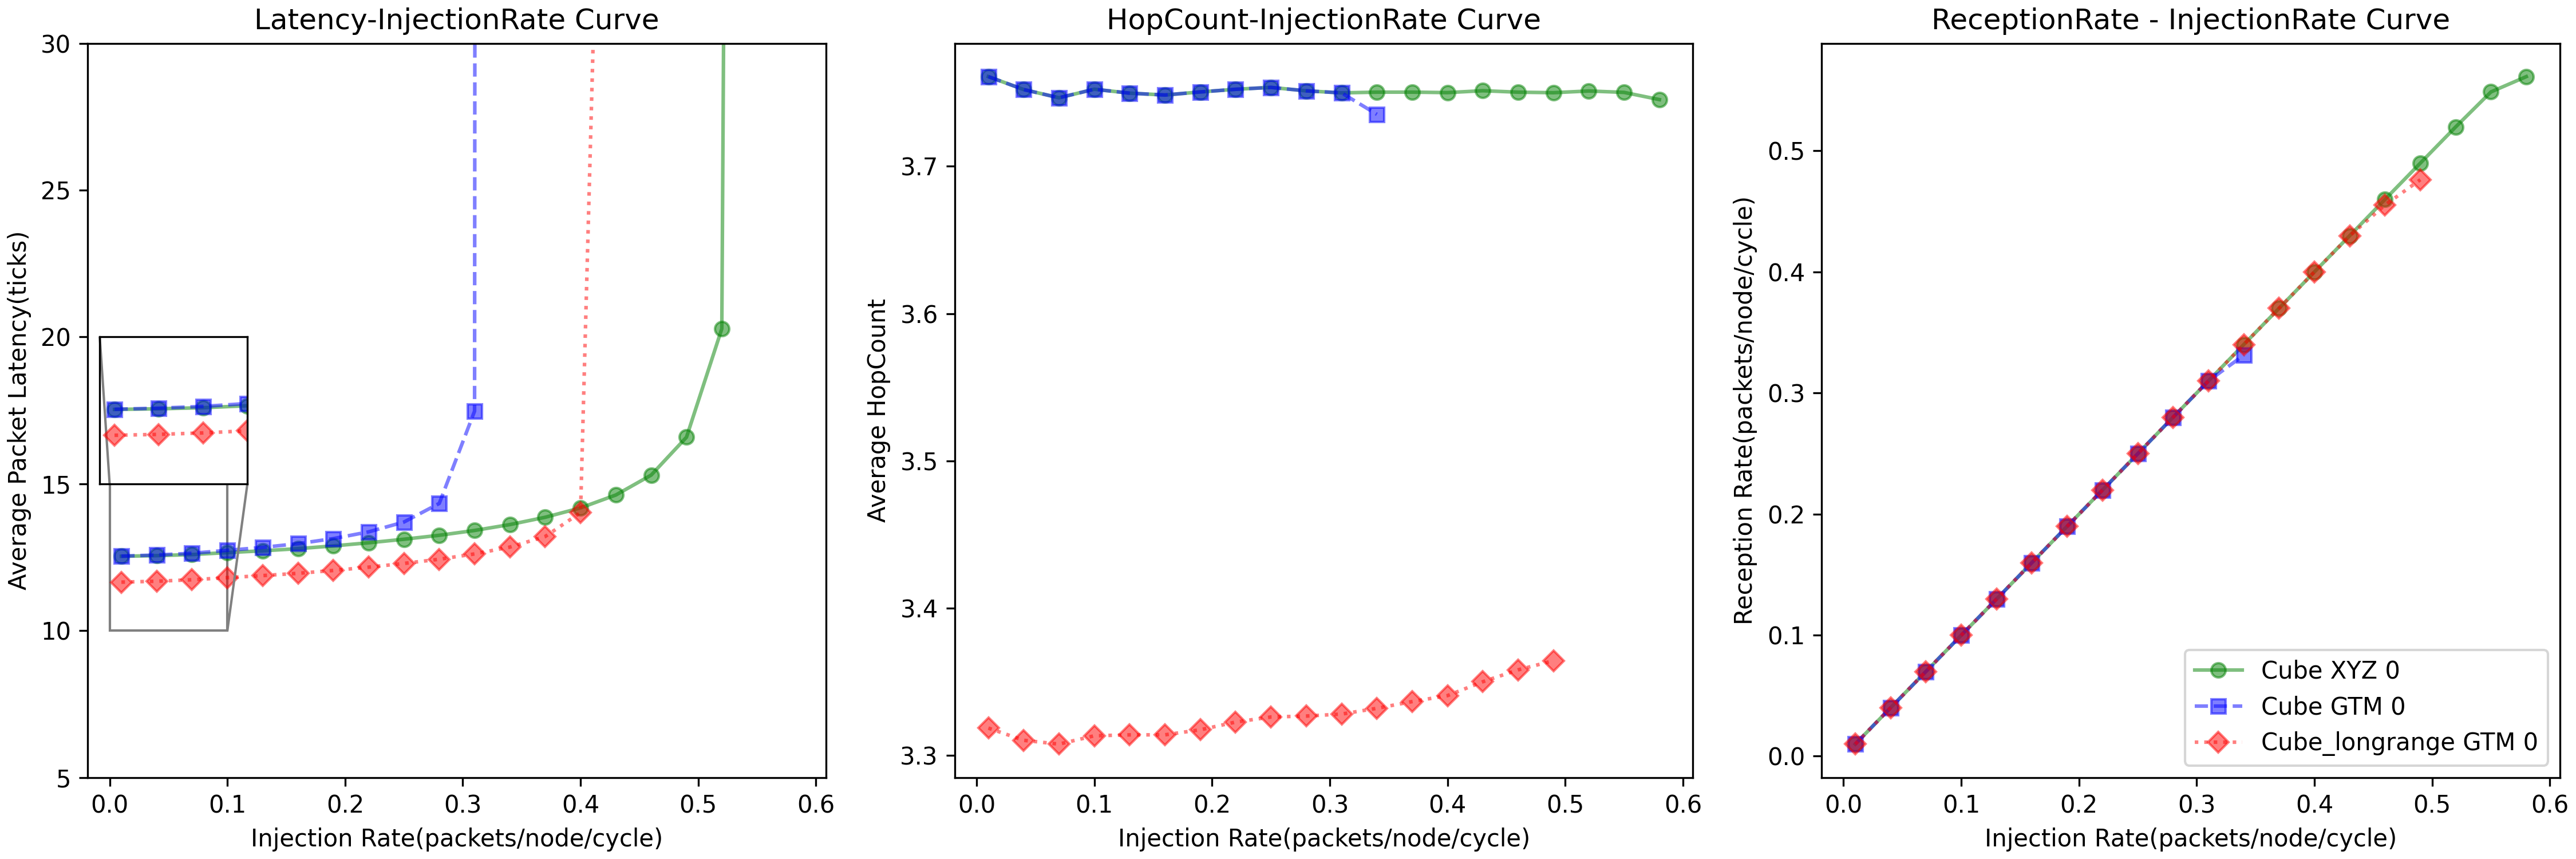 Latency-InjectionRate Curve
Average Packet Latency(ticks)
30
25
20
15
10
5
0.0 0.1 0.2 0.3 0.4 0.5 0.6
Injection Rate(packets/node/cycle)
HopCount-InjectionRate Curve
Average HopCount
3.7
3.6
3.5
3.4
3.3
0.0 0.1 0.2 0.3 0.4 0.5 0.6
Injection Rate(packets/node/cycle)
ReceptionRate - InjectionRate Curve
Reception Rate(packets/node/cycle)
0.5
0.4
0.3
0.2
0.1
0.0
Cube XYZ 0
Cube GTM 0
Cube_longrange GTM 0
0.0 0.1 0.2 0.3 0.4 0.5 0.6
Injection Rate(packets/node/cycle)